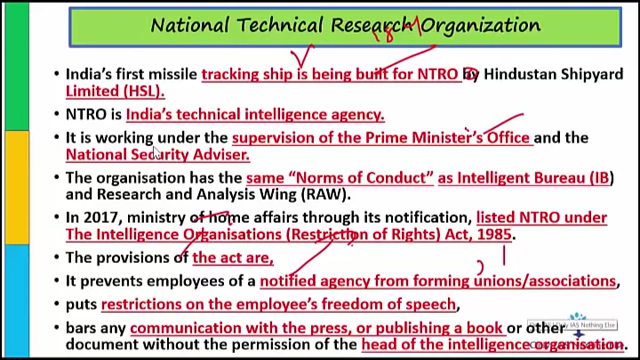 National Technical Research Organization
India's first missile tracking ship is being built for NTRO by Hindustan Shipyard
Limited (HSL).
NTRO is India's technical intelligence agency.
It is working under the supervision of the Prime Minister's Office and the
National Security Adviser.
The organisation has the same "Norms of Conduct" as Intelligent Bureau (IB)
and Research and Analysis Wing (RAW).
In 2017, ministry of home affairs through its notification, listed NTRO under
The Intelligence Organisations (Restriction of Rights) Act, 1985.
The provisions of the act are,
It prevents employees of a notified agency from forming unions/associations,
puts restrictions on the employee's freedom of speech,
bars any communication with the press, or publishing a book or other
IAS Nothing Else
document without the permission of the head of the intelligence organisation.